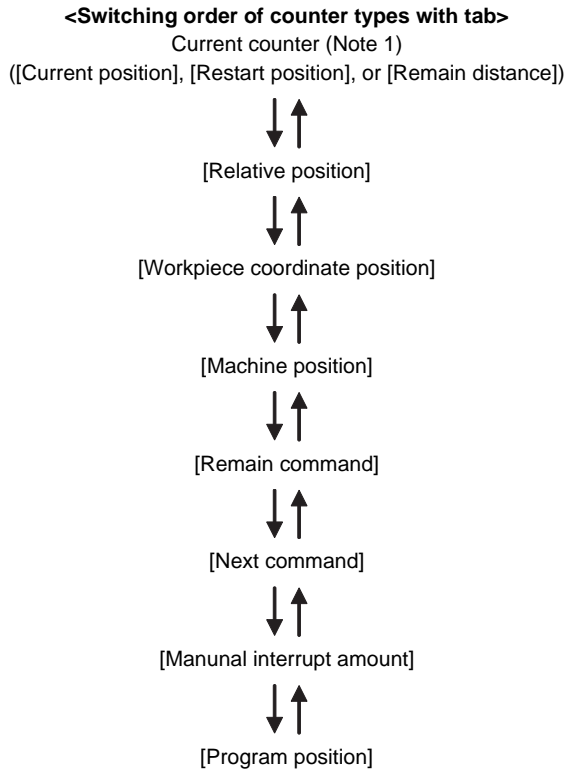 <Switching order of counter types with tab>
Current counter (Note 1)
([Current position], [Restart position], or [Remain distance])
[Relative position]
[Workpiece coordinate position]
[Machine position]
[Remain command]
[Next command]
[Manunal interrupt amount]
[Program position]